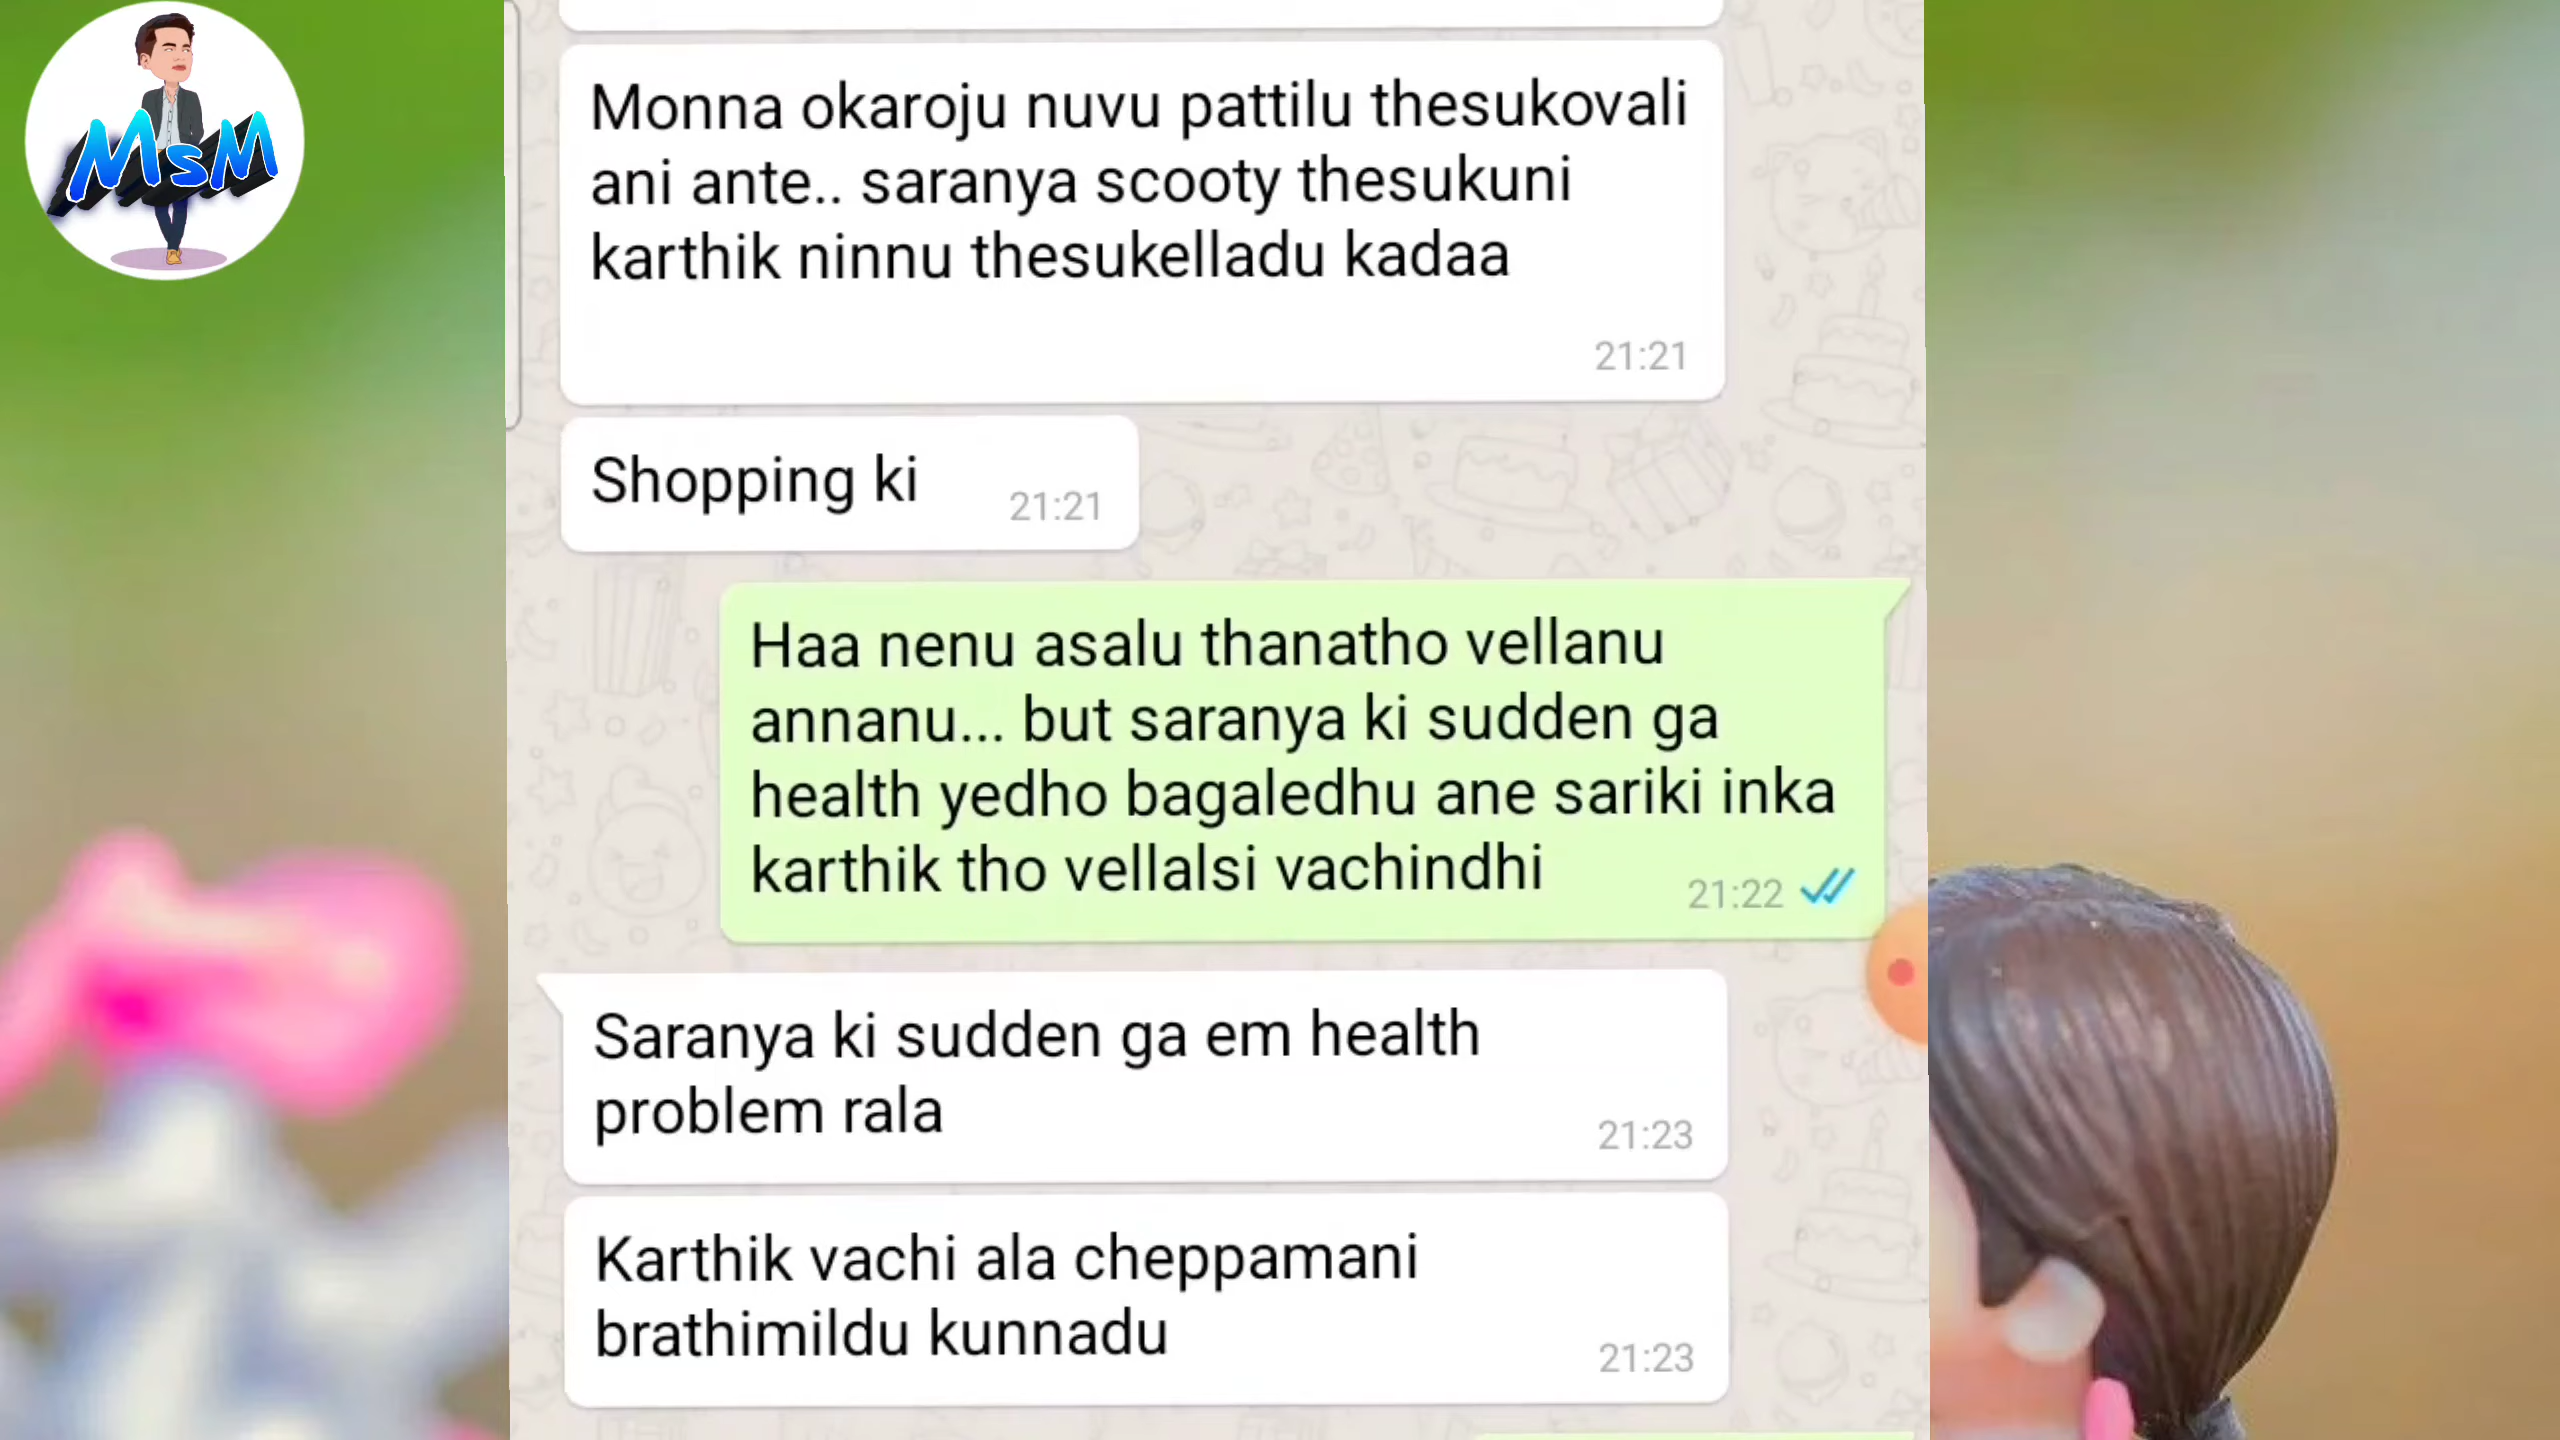 MsM
Monna okaroju nuvu pattilu thesukovali
ani ante.. saranya scooty thesukuni
karthik ninnu thesukelladu kadaa
21:21
Shopping ki
21:21
Haa nenu asalu thanatho vellanu
annanu... but saranya ki sudden ga
health yedho bagaledhu ane sariki inka
karthik tho vellalsi vachindhi
21:22
Saranya ki sudden ga em health
problem rala
21:23
Karthik vachi ala cheppamani
brathimildu kunnadu
21:23